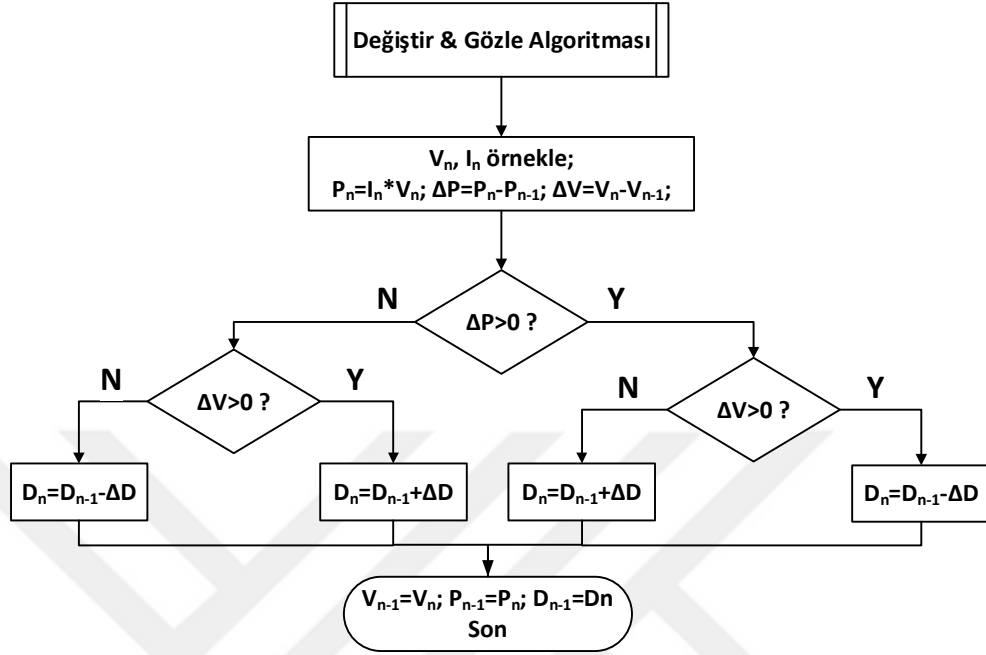 Değiştir & Gözle Algoritması
Vₙ, Iₙ örnekle;
Pₙ=Iₙ*Vₙ; ΔP=Pₙ-Pₙ₋₁; ΔV=Vₙ-Vₙ₋₁;
N
Y
ΔP>0 ?
N
Y
N
Y
ΔV>0 ?
ΔV>0 ?
Dₙ=Dₙ₋₁-ΔD
Dₙ=Dₙ₋₁+ΔD
Dₙ=Dₙ₋₁+ΔD
Dₙ=Dₙ₋₁-ΔD
Vₙ₋₁=Vₙ; Pₙ₋₁=Pₙ; Dₙ₋₁=Dn
Son